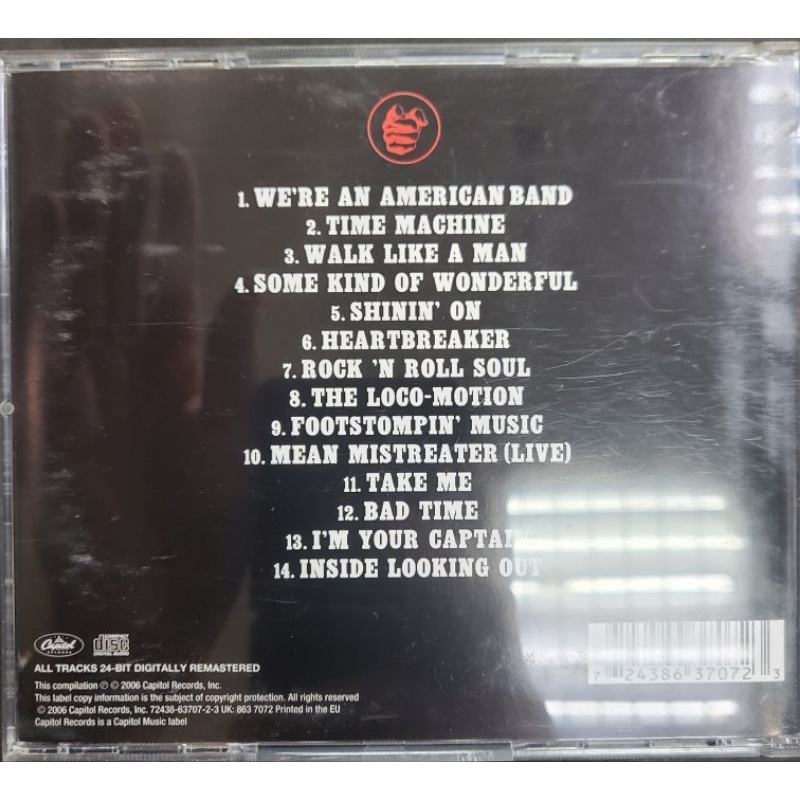 1. WE'RE AN AMERICAN BAND
2. TIME MACHINE
3. WALK LIKE A MAN
4. SOME KIND OF WONDERFUL
5. SHININ' ON
6. HEARTBREAKER
7. ROCK 'N ROLL SOUL
8. THE LOCO-MOTION
9. FOOTSTOMPIN' MUSIC
10. MEAN MISTREATER (LIVE)
11. TAKE ME
12. BAD TIME
13. I'M YOUR CAPTAIN
14. INSIDE LOOKING OUT
Capitol RECORDS
COMPACT disc DIGITAL AUDIO
ALL TRACKS 24-BIT DIGITALLY REMASTERED
This compilation ℗ © 2006 Capitol Records, Inc.
This label copy information is the subject of copyright protection. All rights reserved
© 2006 Capitol Records, Inc. 72438-63707-2-3 UK: 863 7072 Printed in the EU
Capitol Records is a Capitol Music label
7 24386 37072 3